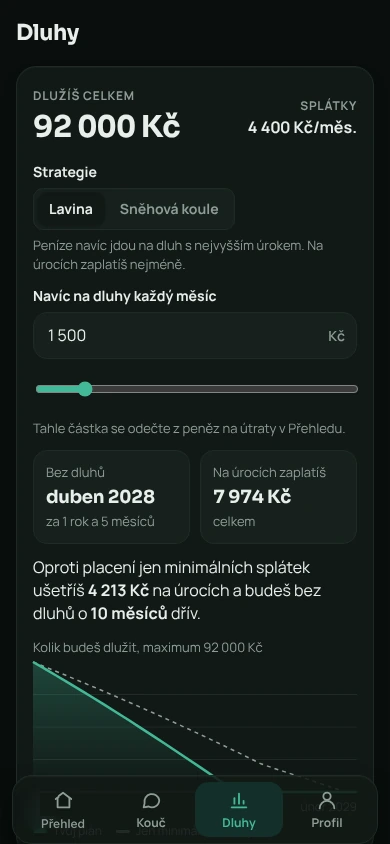 Dluhy
DLUŽÍŠ CELKEM
92 000 Kč
SPLÁTKY
4 400 Kč/měs.
Strategie
Lavina
Sněhová koule
Peníze navíc jdou na dluh s nejvyšším úrokem. Na
úrocích zaplatíš nejméně.
Navíc na dluhy každý měsíc
1 500
Kč
Tahle částka se odečte z peněz na útraty v Přehledu.
Bez dluhů
duben 2028
za 1 rok a 5 měsíců
Na úrocích zaplatíš
7 974 Kč
celkem
Oproti placení jen minimálních splátek
ušetříš 4 213 Kč na úrocích a budeš bez
dluhů o 10 měsíců dřív.
Kolik budeš dlužit, maximum 92 000 Kč
Přehled
Kouč
Dluhy
Profil